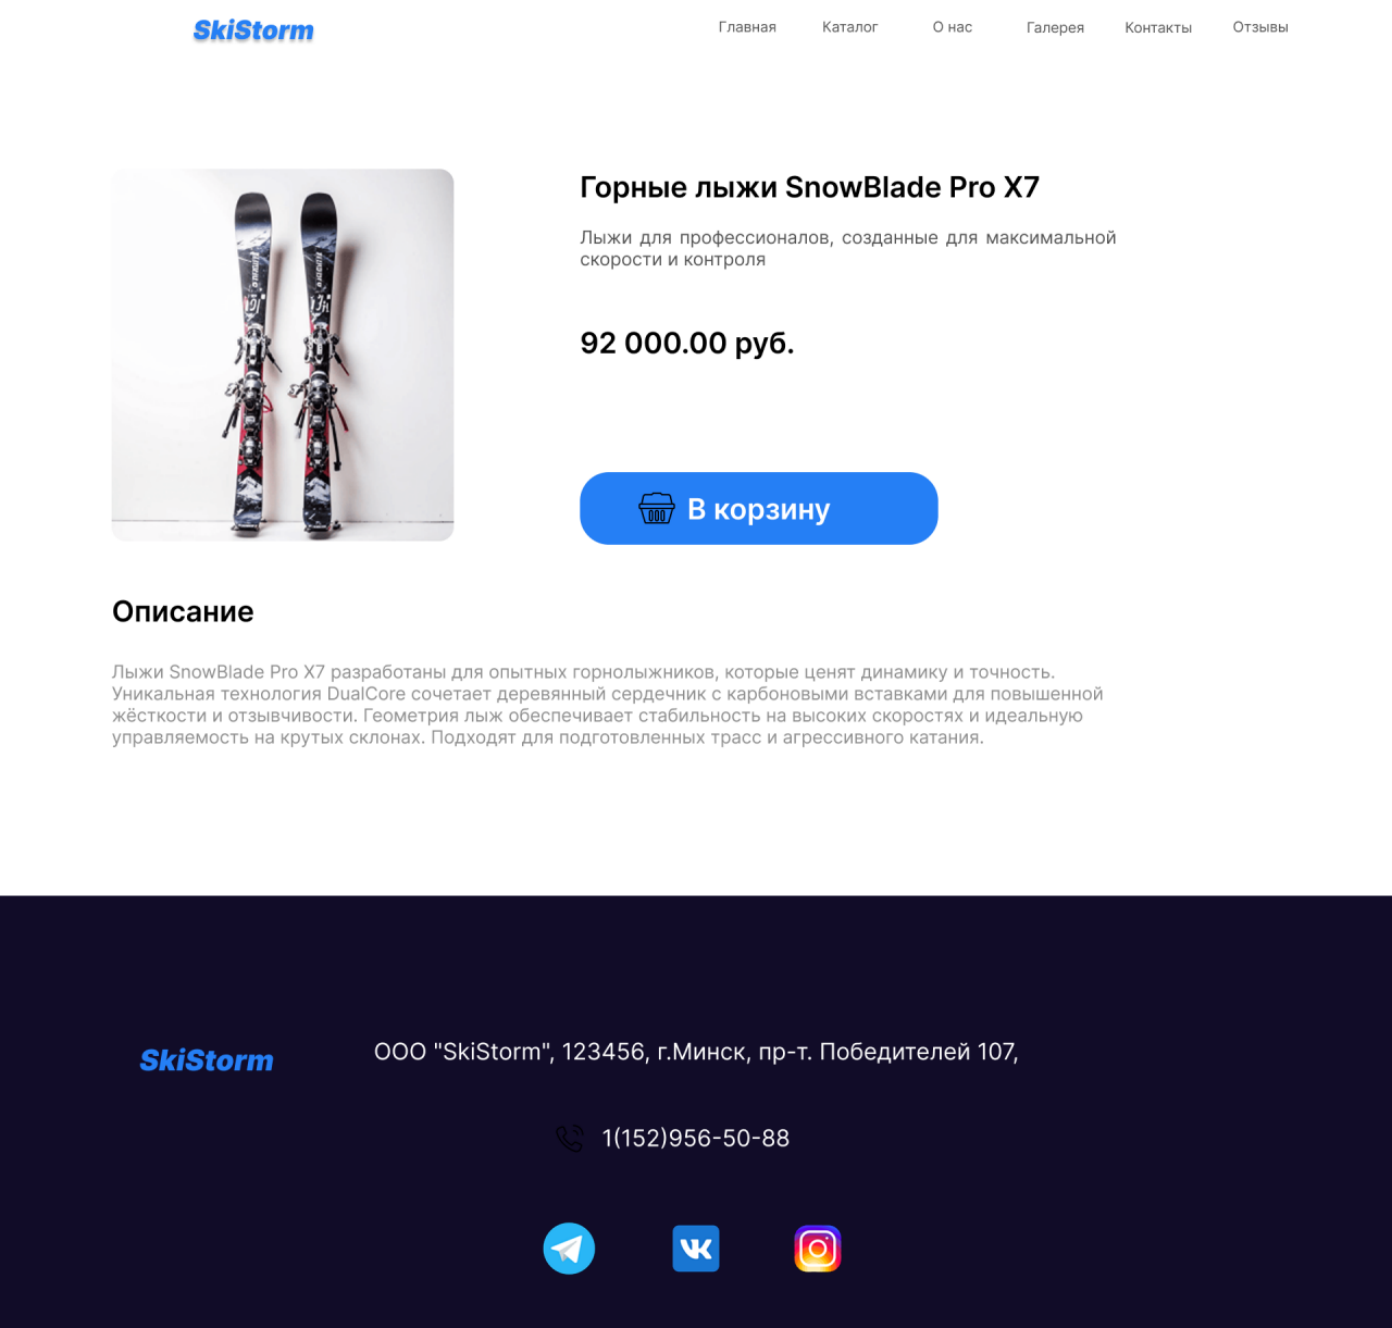 SkiStorm
Главная
Каталог
О нас
Галерея
Контакты
Отзывы
Горные лыжи SnowBlade Pro X7
Лыжи для профессионалов, созданные для максимальной
скорости и контроля
92 000.00 руб.
В корзину
Описание
Лыжи SnowBlade Pro X7 разработаны для опытных горнолыжников, которые ценят динамику и точность.
Уникальная технология DualCore сочетает деревянный сердечник с карбоновыми вставками для повышенной
жёсткости и отзывчивости. Геометрия лыж обеспечивает стабильность на высоких скоростях и идеальную
управляемость на крутых склонах. Подходят для подготовленных трасс и агрессивного катания.
SkiStorm
ООО "SkiStorm", 123456, г.Минск, пр-т. Победителей 107,
1(152)956-50-88